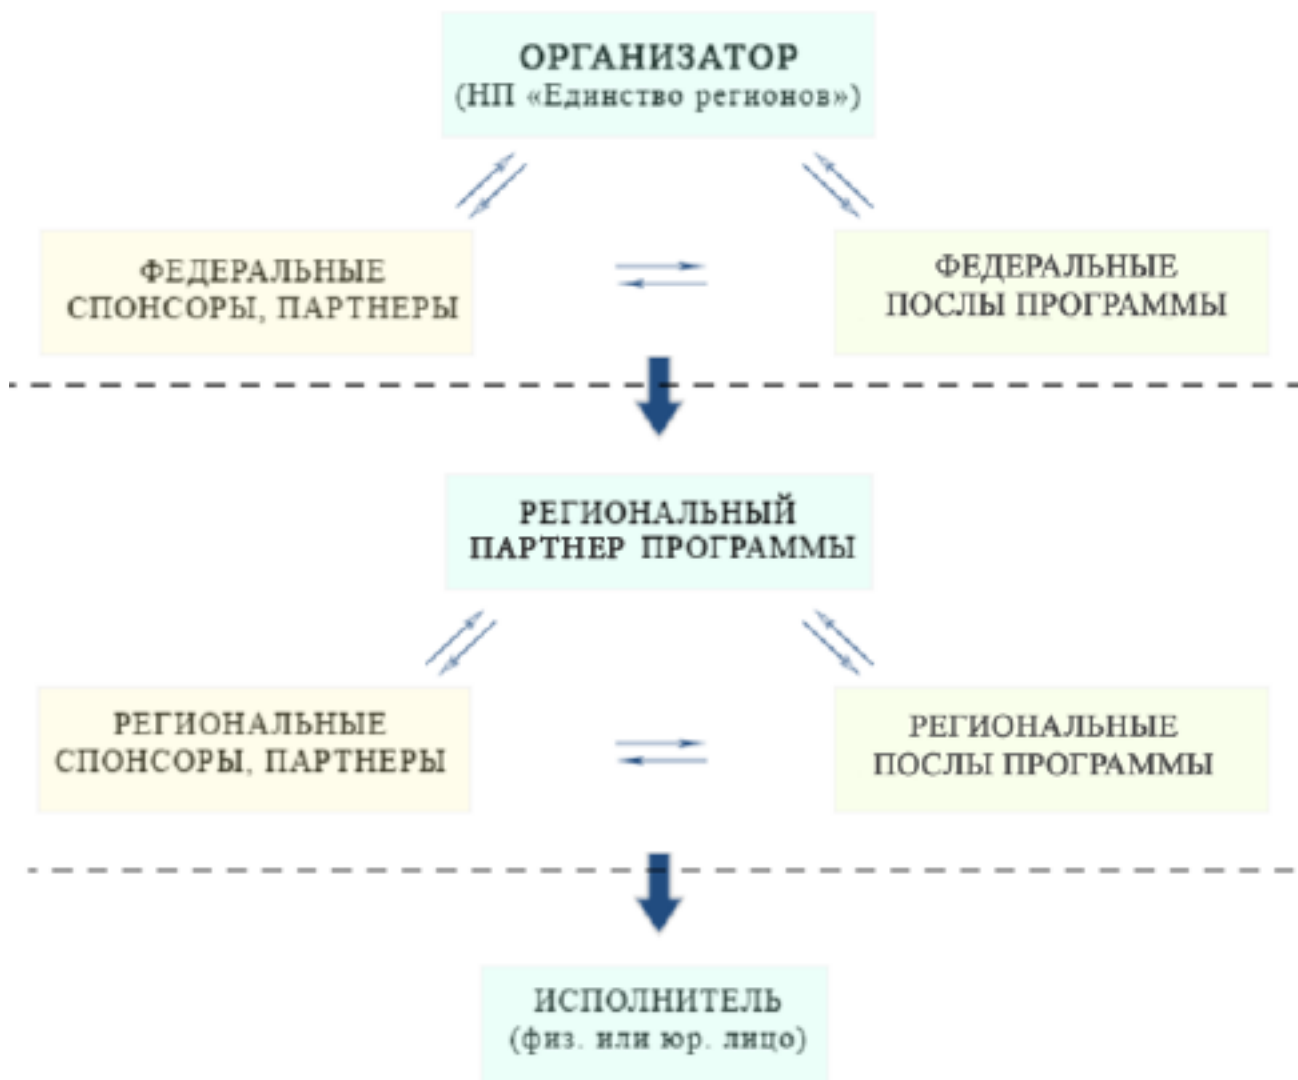 ОРГАНИЗАТОР
(НП «Единство регионов»)
ФЕДЕРАЛЬНЫЕ
СПОНСОРЫ, ПАРТНЕРЫ
ФЕДЕРАЛЬНЫЕ
ПОСЛЫ ПРОГРАММЫ
РЕГИОНАЛЬНЫЙ
ПАРТНЕР ПРОГРАММЫ
РЕГИОНАЛЬНЫЕ
СПОНСОРЫ, ПАРТНЕРЫ
РЕГИОНАЛЬНЫЕ
ПОСЛЫ ПРОГРАММЫ
ИСПОЛНИТЕЛЬ
(физ. или юр. лицо)